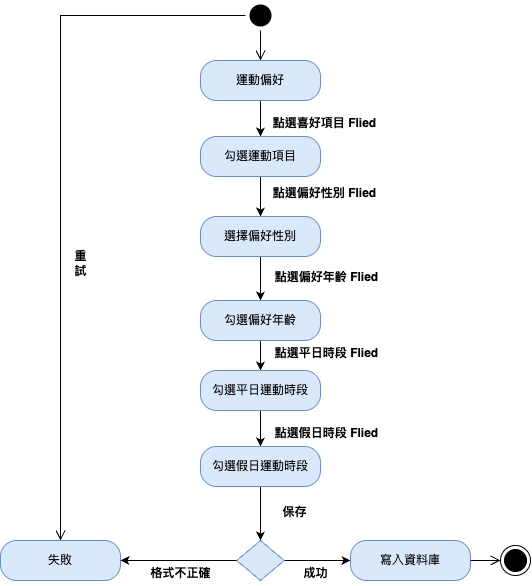 運動偏好
點選喜好項目 Flied
勾選運動項目
點選偏好性別 Flied
選擇偏好性別
重
試
點選偏好年齡 Flied
勾選偏好年齡
點選平日時段 Flied
勾選平日運動時段
點選假日時段 Flied
勾選假日運動時段
保存
失敗
格式不正確
成功
寫入資料庫